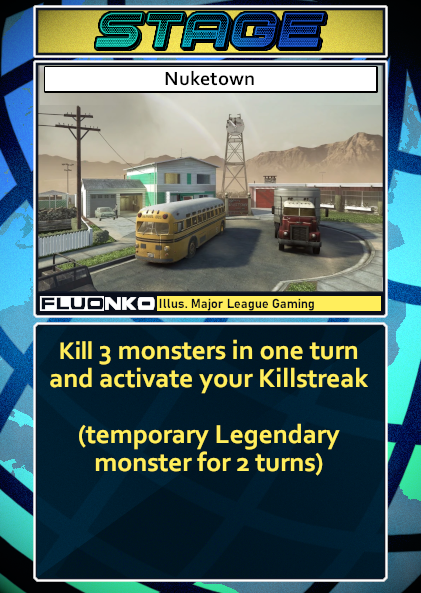 STAGE
Nuketown
FLUONKO Illus. Major League Gaming
Kill 3 monsters in one turn
and activate your Killstreak
(temporary Legendary
monster for 2 turns)